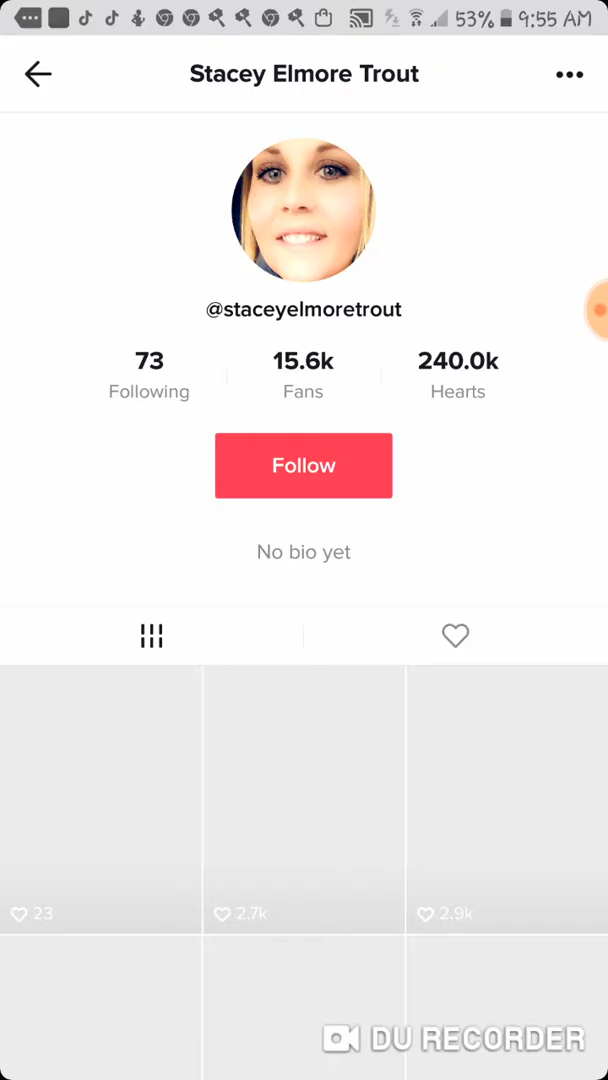 53% 9:55 AM
Stacey Elmore Trout
@staceyelmoretrout
73 15.6k 240.0k
Following Fans Hearts
Follow
No bio yet
23 2.7k 2.9k
DU RECORDER